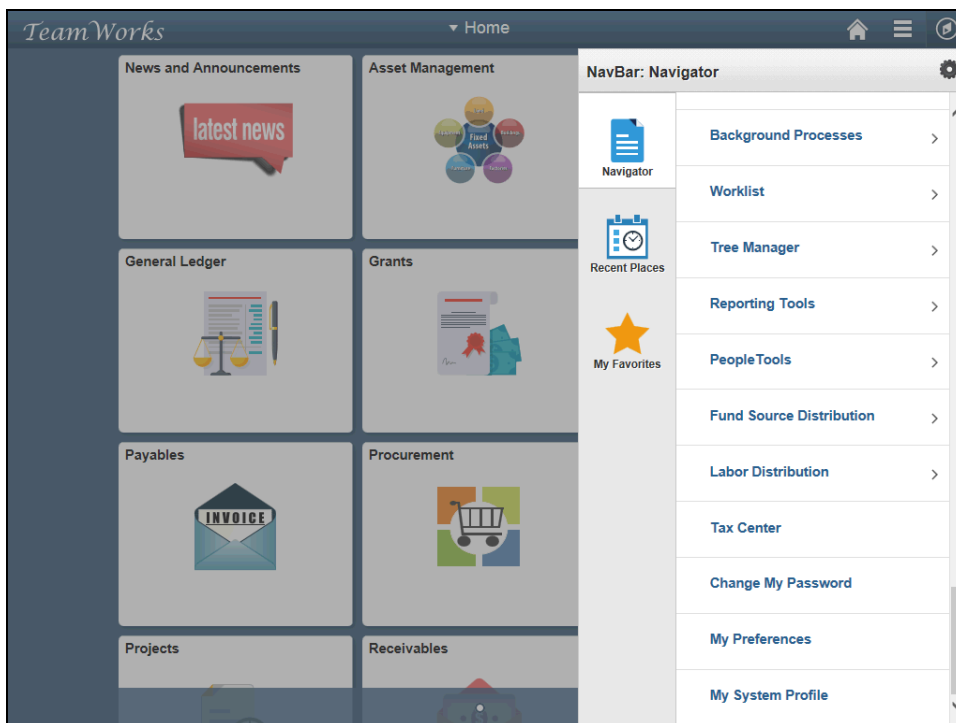 TeamWorks
Home
News and Announcements
latest news
Asset Management
Fixed
Assets
General Ledger
Grants
Payables
INVOICE
Procurement
Projects
Receivables
NavBar: Navigator
Navigator
Recent Places
My Favorites
Background Processes
Worklist
Tree Manager
Reporting Tools
PeopleTools
Fund Source Distribution
Labor Distribution
Tax Center
Change My Password
My Preferences
My System Profile